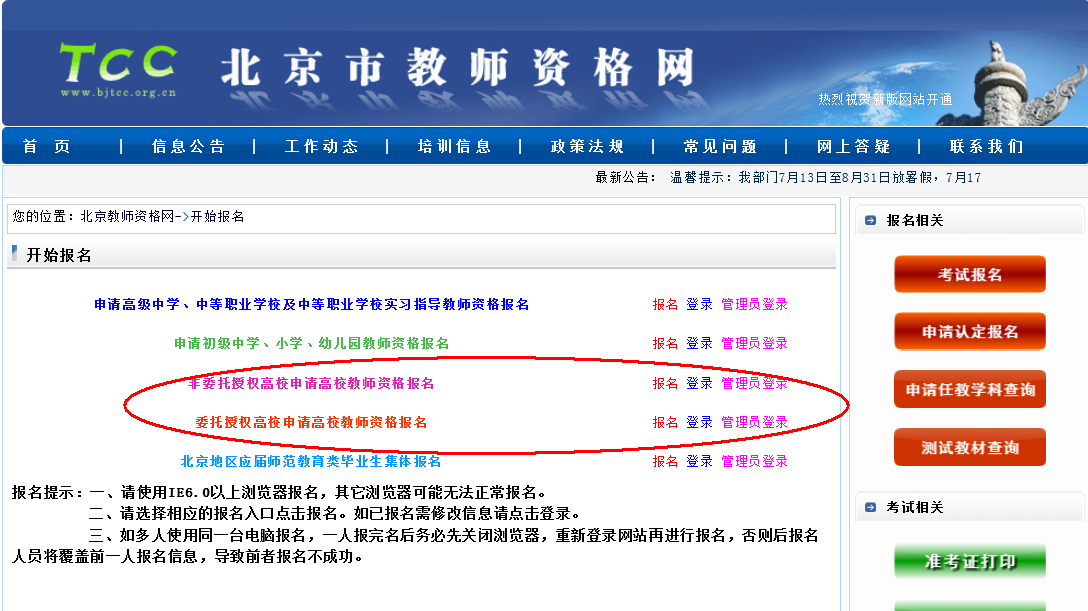 TCC
www.bjtcc.org.cn
北京市教师资格网
热烈祝贺新版网站开通
首 页 | 信息公告 | 工作动态 | 培训信息 | 政策法规 | 常见问题 | 网上答疑 | 联系我们
最新公告： 温馨提示：我部门7月13日至8月31日放暑假，7月17
您的位置：北京教师资格网->开始报名
开始报名
申请高级中学、中等职业学校及中等职业学校实习指导教师资格报名 报名 登录 管理员登录
申请初级中学、小学、幼儿园教师资格报名 报名 登录 管理员登录
非委托授权高校申请高校教师资格报名 报名 登录 管理员登录
委托授权高校申请高校教师资格报名 报名 登录 管理员登录
北京地区应届师范教育类毕业生集体报名 报名 登录 管理员登录
报名提示：一、请使用IE6.0以上浏览器报名，其它浏览器可能无法正常报名。
二、请选择相应的报名入口点击报名。如已报名需修改信息请点击登录。
三、如多人使用同一台电脑报名，一人报完名后务必先关闭浏览器，重新登录网站再进行报名，否则后报名
人员将覆盖前一人报名信息，导致前者报名不成功。
报名相关
考试报名
申请认定报名
申请任教学科查询
测试教材查询
考试相关
准考证打印